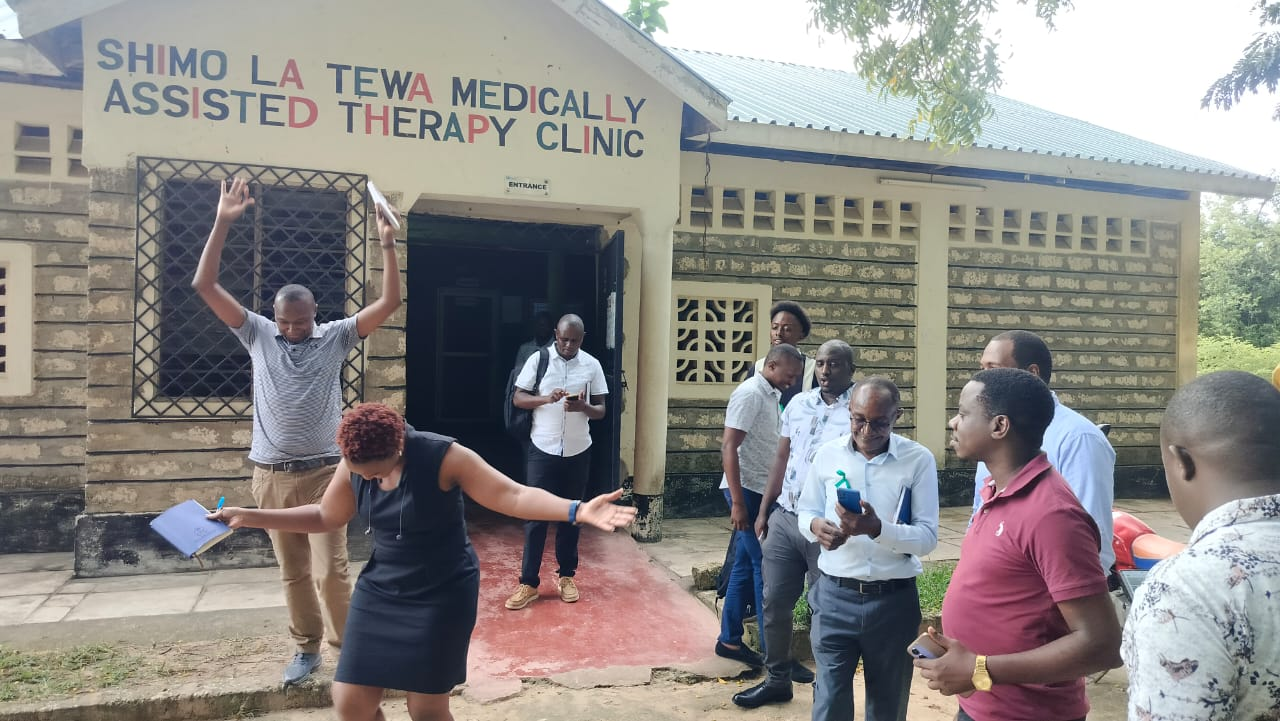 SHIMO LA TEWA MEDICALLY
ASSISTED THERAPY CLINIC
ENTRANCE